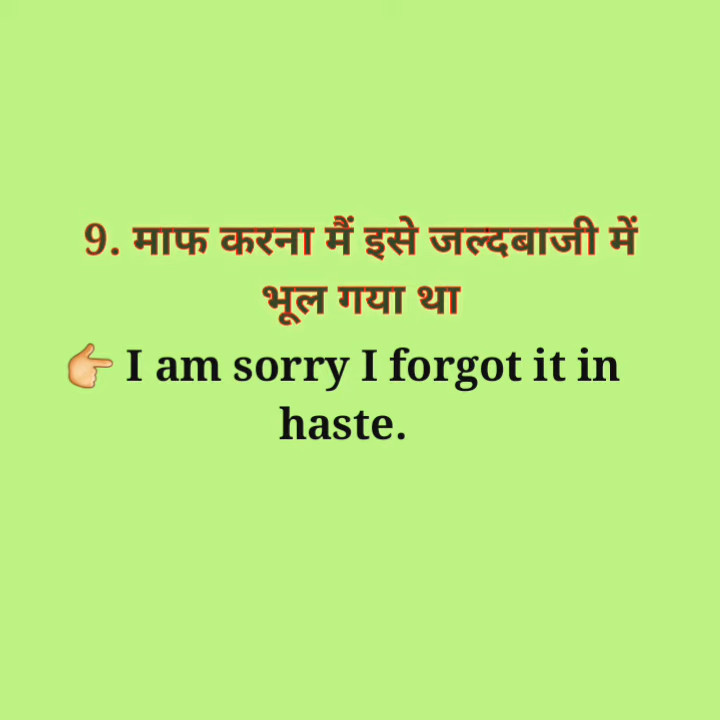 9. माफ करना मैं इसे जल्दबाजी में
भूल गया था
👉 I am sorry I forgot it in
haste.